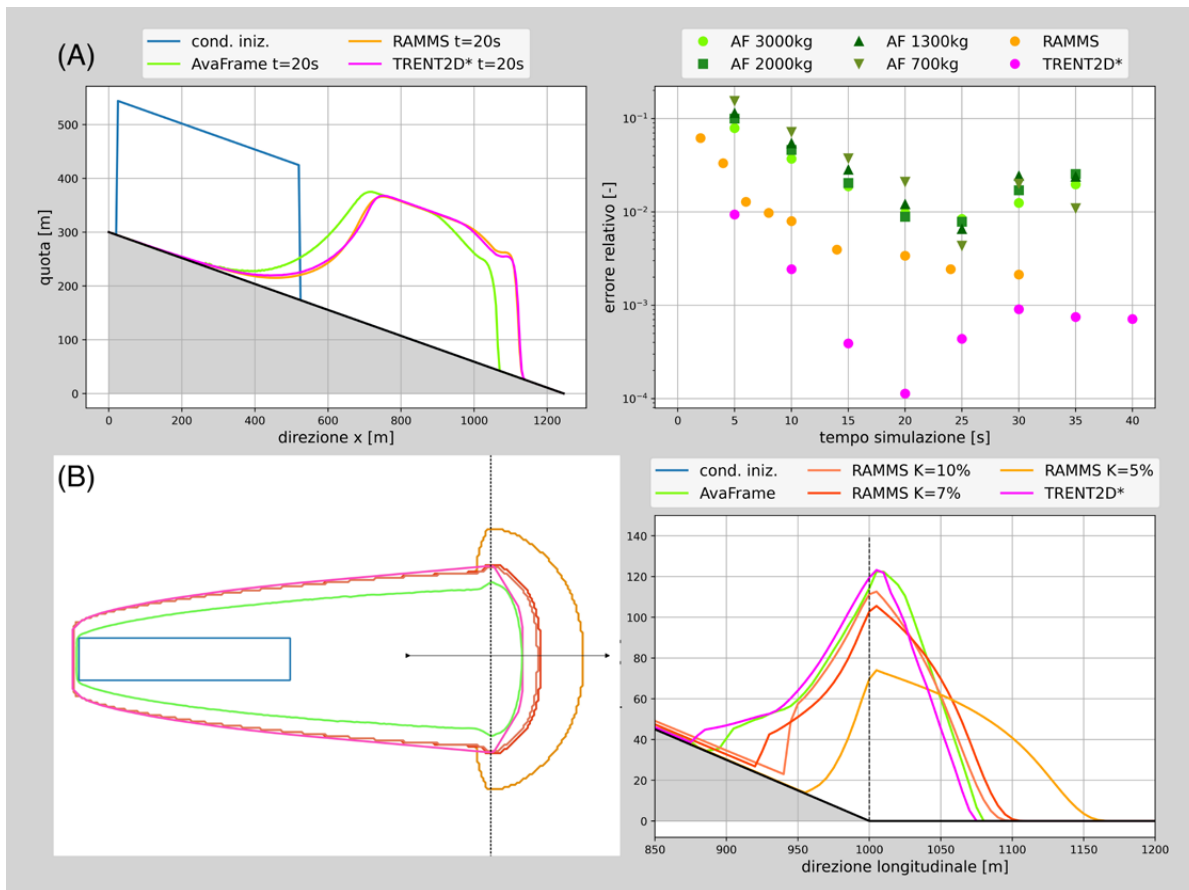 (A)
cond. iniz.
AvaFrame t=20s
RAMMS t=20s
TRENT2D* t=20s
quota [m]
500
400
300
200
100
0
0 200 400 600 800 1000 1200
direzione x [m]
AF 3000kg
AF 2000kg
AF 1300kg
AF 700kg
RAMMS
TRENT2D*
errore relativo [-]
10⁻¹
10⁻²
10⁻³
10⁻⁴
0 5 10 15 20 25 30 35 40
tempo simulazione [s]
(B)
cond. iniz.
AvaFrame
RAMMS K=10%
RAMMS K=7%
RAMMS K=5%
TRENT2D*
140
120
100
80
60
40
20
0
850 900 950 1000 1050 1100 1150 1200
direzione longitudinale [m]